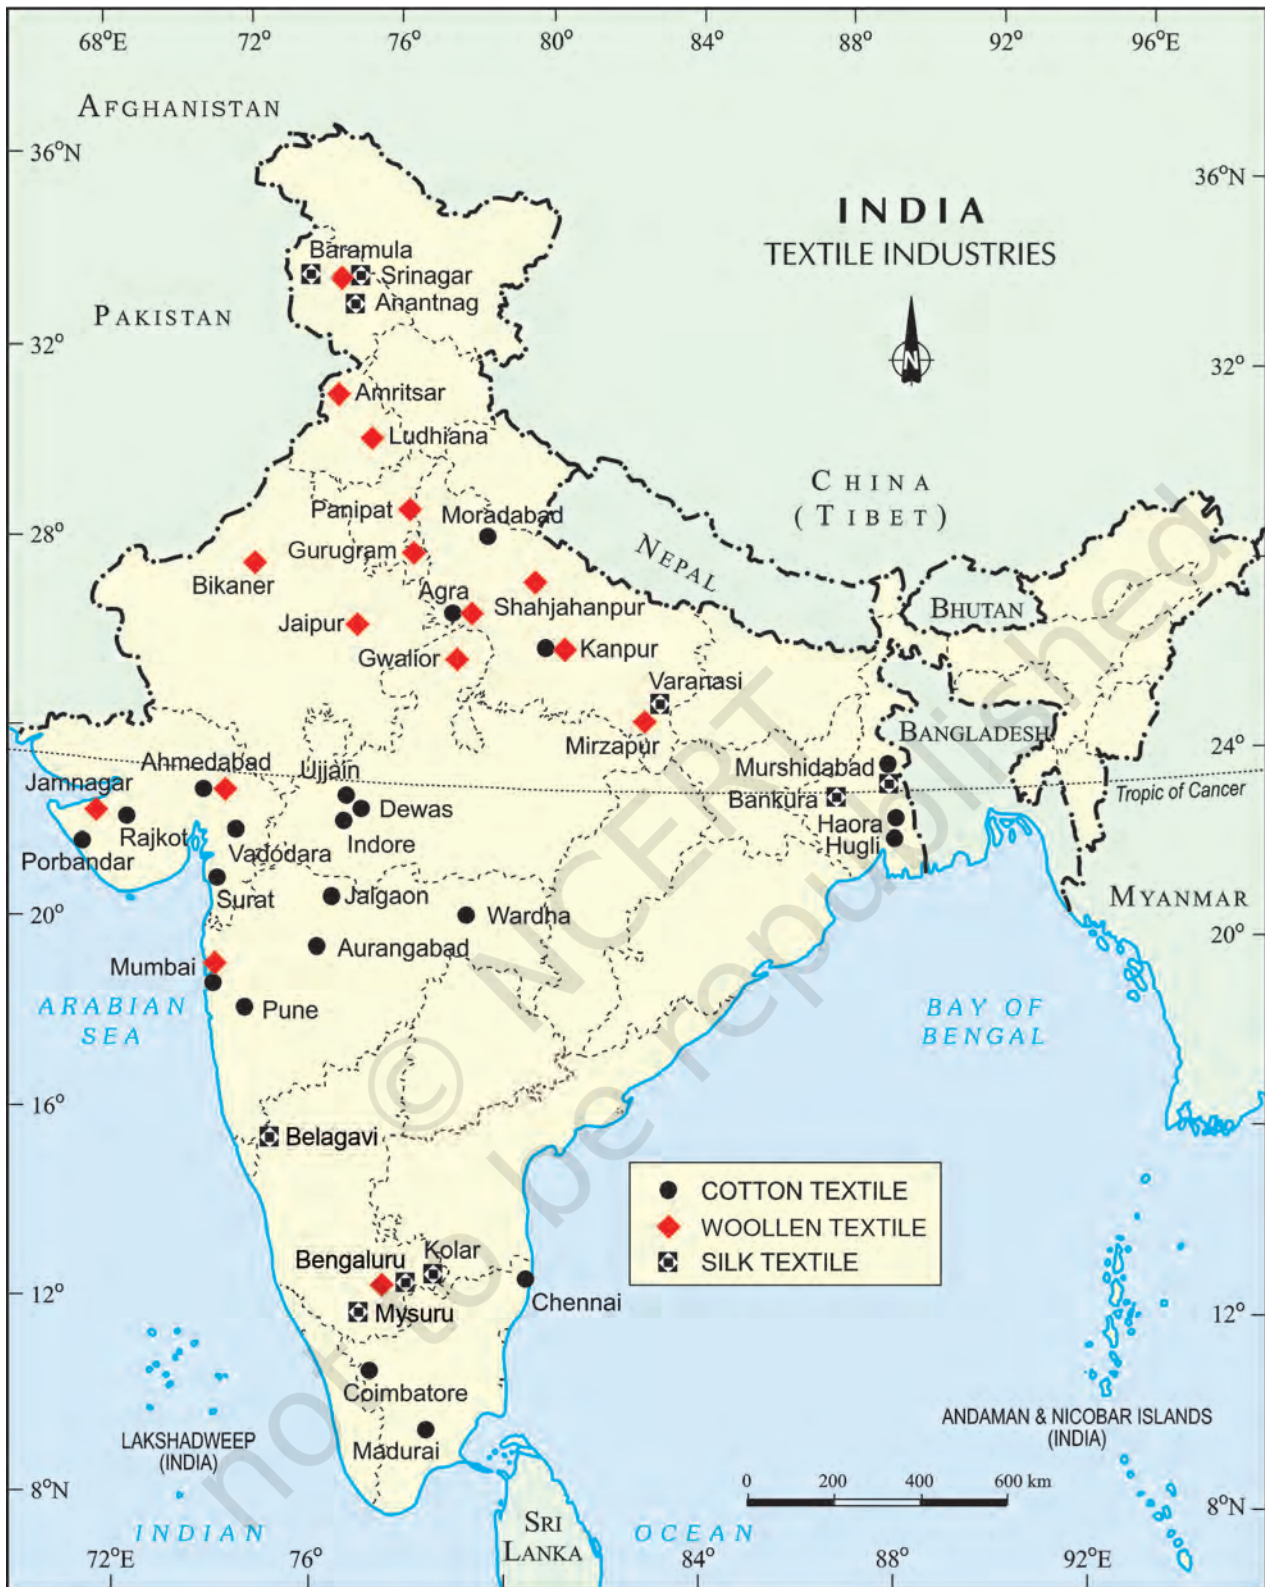 68°E 72° 76° 80° 84° 88° 92° 96°E
AFGHANISTAN
36°N
36°N
INDIA
TEXTILE INDUSTRIES
Baramula
Srinagar
Anantnag
PAKISTAN
N
32°
32°
Amritsar
Ludhiana
CHINA
(TIBET)
Panipat
Moradabad
28°
28°
NEPAL
Gurugram
Bikaner
Agra
Shahjahanpur
BHUTAN
Jaipur
Gwalior
Kanpur
Varanasi
Mirzapur
BANGLADESH
24°
Ahmedabad
Ujjain
Murshidabad
Jamnagar
Dewas
Bankura
Tropic of Cancer
Rajkot
Haora
Porbandar
Vadodara
Indore
Hugli
Surat
Jalgaon
MYANMAR
20°
Wardha
20°
Aurangabad
Mumbai
ARABIAN
SEA
Pune
BAY OF
BENGAL
© NCERT
not to be republished
16°
16°
Belagavi
COTTON TEXTILE
WOOLLEN TEXTILE
SILK TEXTILE
Bengaluru
Kolar
12°
Chennai
12°
Mysuru
Coimbatore
Madurai
LAKSHADWEEP
(INDIA)
ANDAMAN & NICOBAR ISLANDS
(INDIA)
0 200 400 600 km
8°N
8°N
INDIAN OCEAN
SRI
LANKA
72°E 76° 84° 88° 92°E